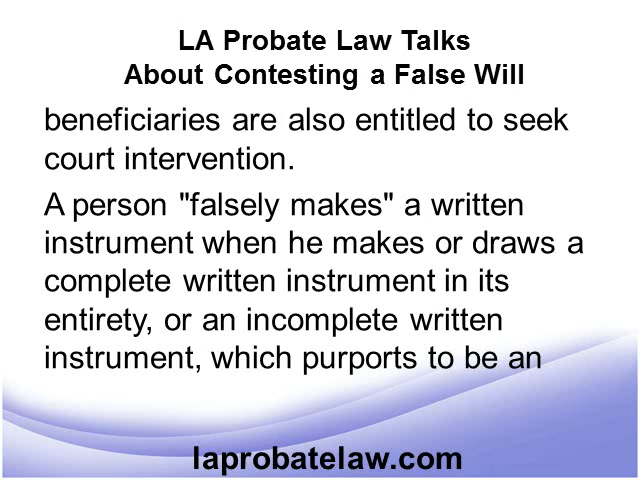 LA Probate Law Talks
About Contesting a False Will
beneficiaries are also entitled to seek
court intervention.
A person "falsely makes" a written
instrument when he makes or draws a
complete written instrument in its
entirety, or an incomplete written
instrument, which purports to be an
laprobatelaw.com